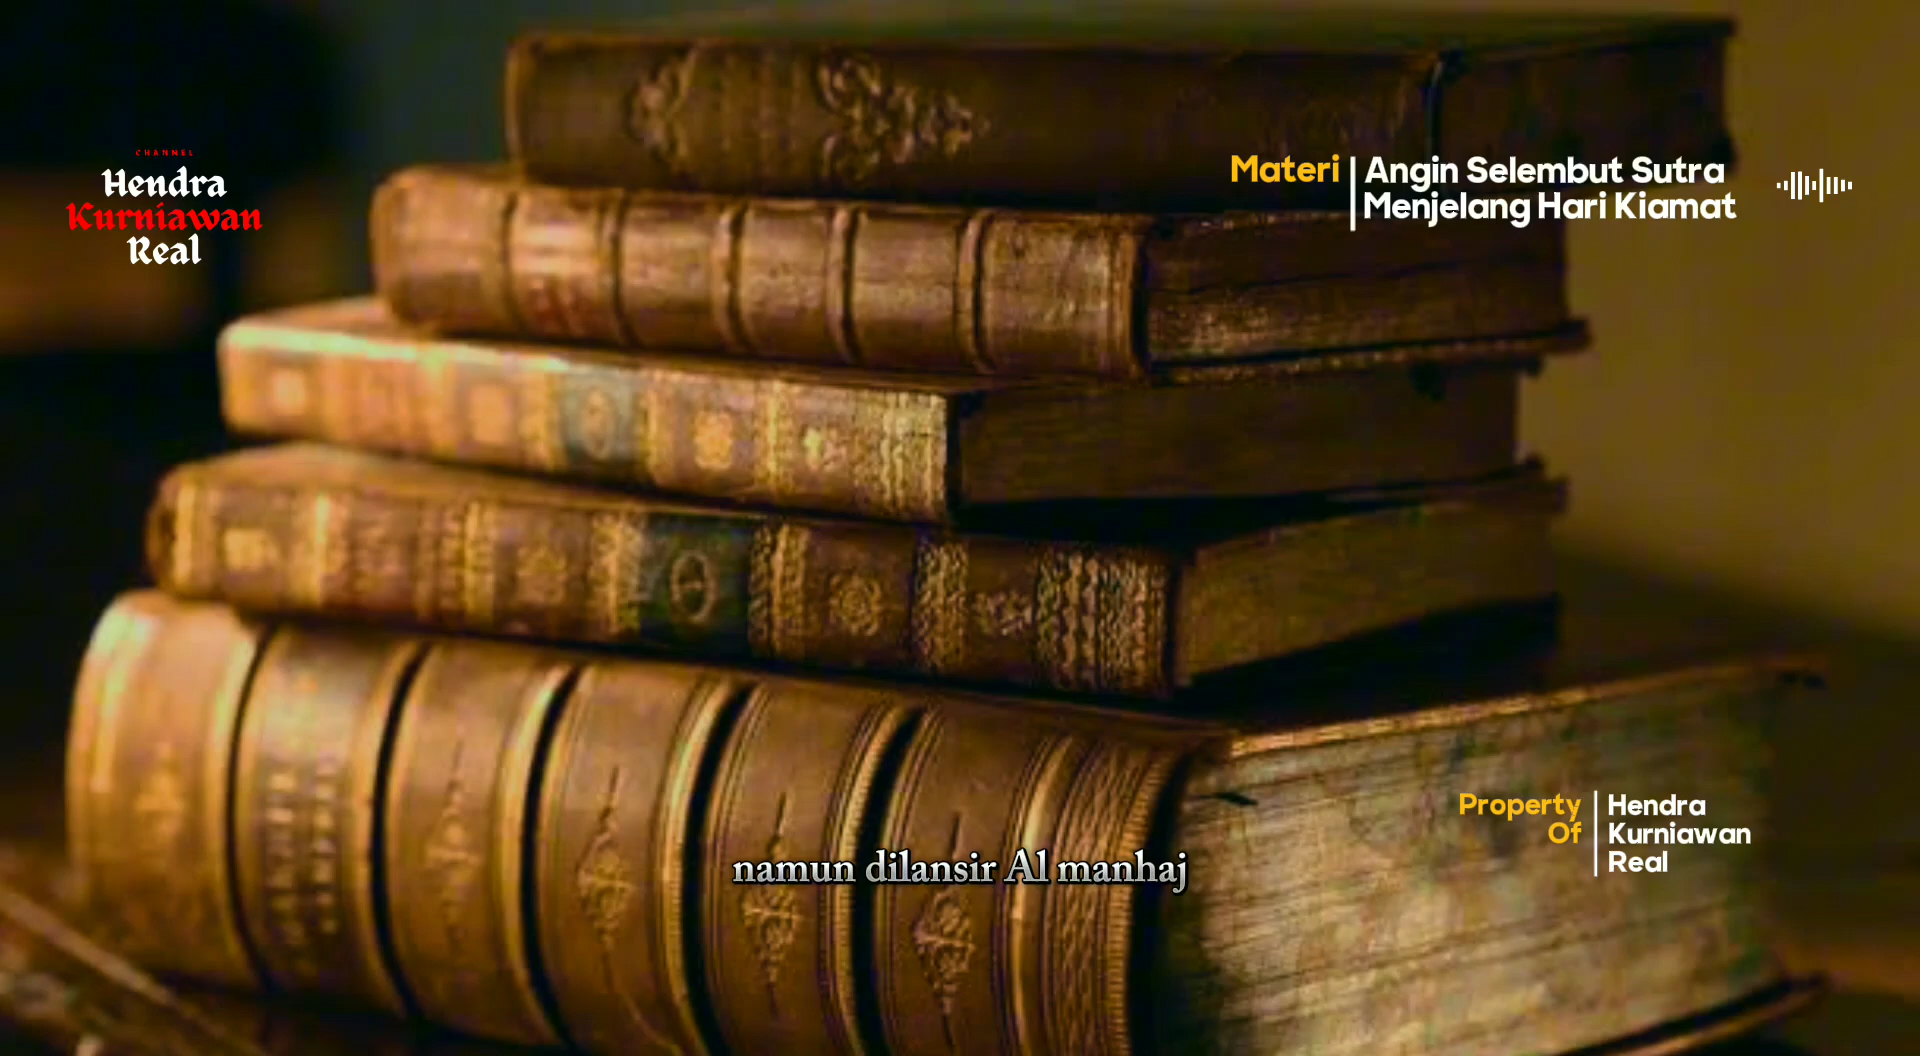 CHANNEL
Hendra
Kurniawan
Real
Materi
Angin Selembut Sutra
Menjelang Hari Kiamat
Property
Of
Hendra
Kurniawan
Real
namun dilansir Al manhaj